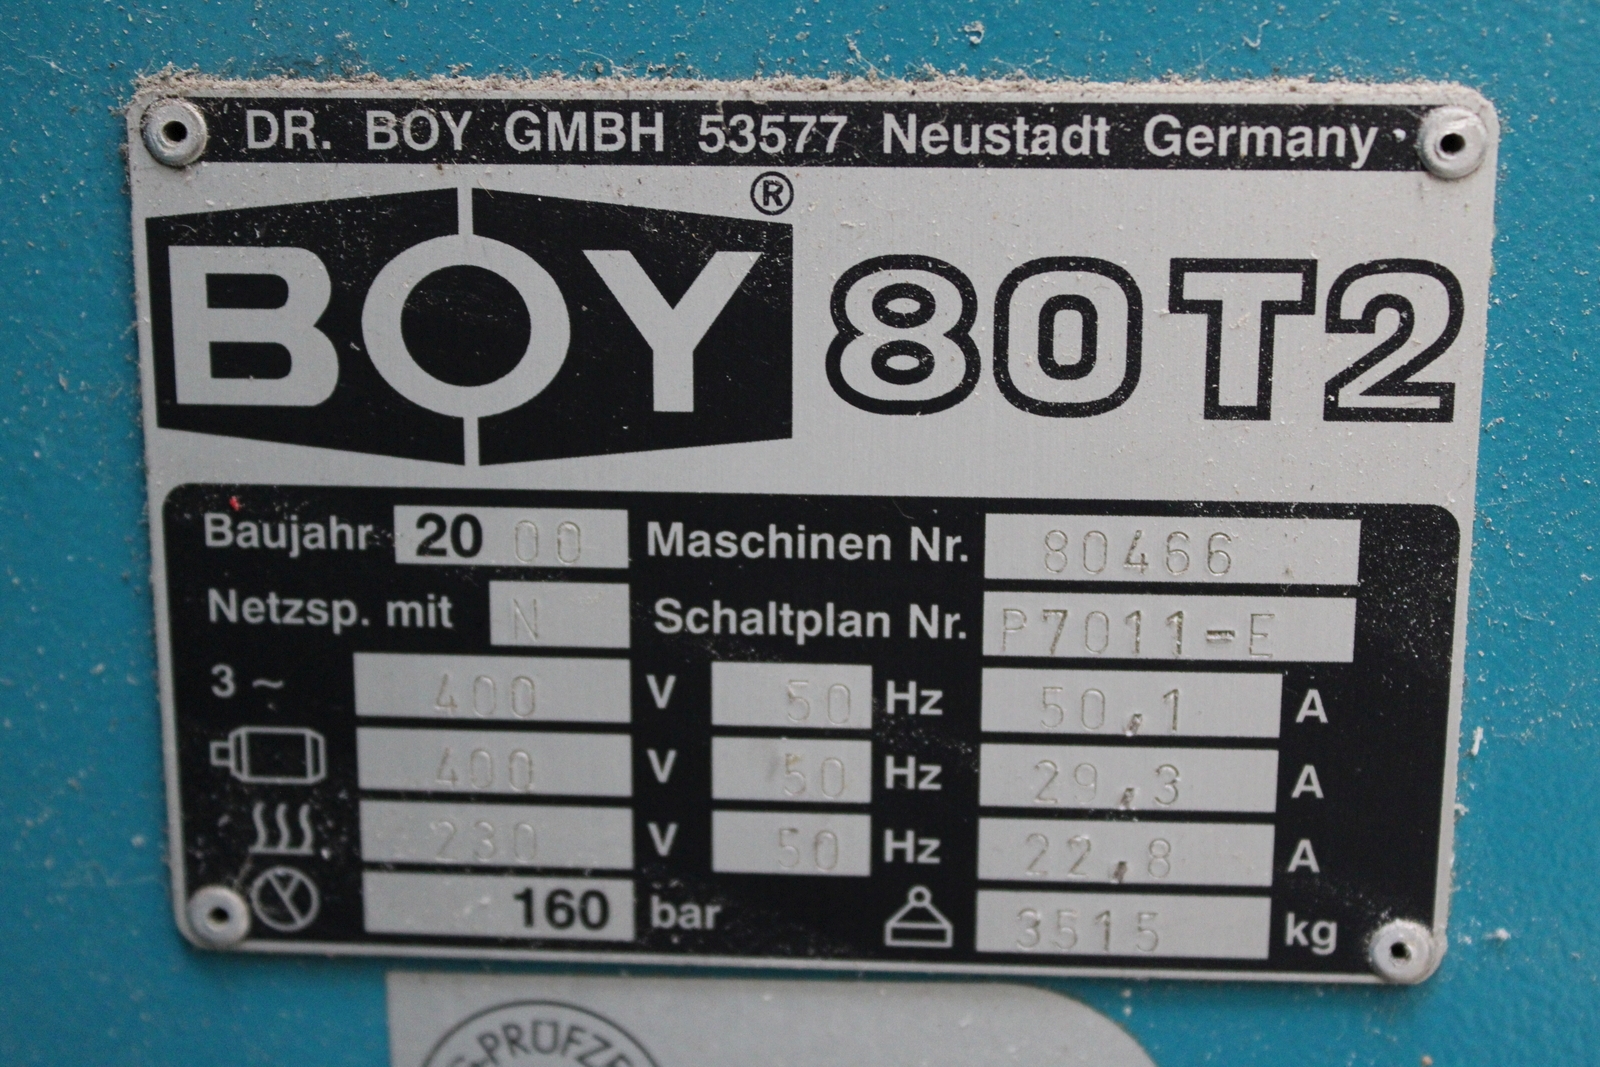 DR. BOY GMBH 53577 Neustadt Germany
BOY ® 80T2
Baujahr 2000 Maschinen Nr. 80466
Netzsp. mit N Schaltplan Nr. P7011-E
3 ~ 400 V 50 Hz 50,1 A
400 V 50 Hz 29,3 A
230 V 50 Hz 22,8 A
160 bar 3515 kg